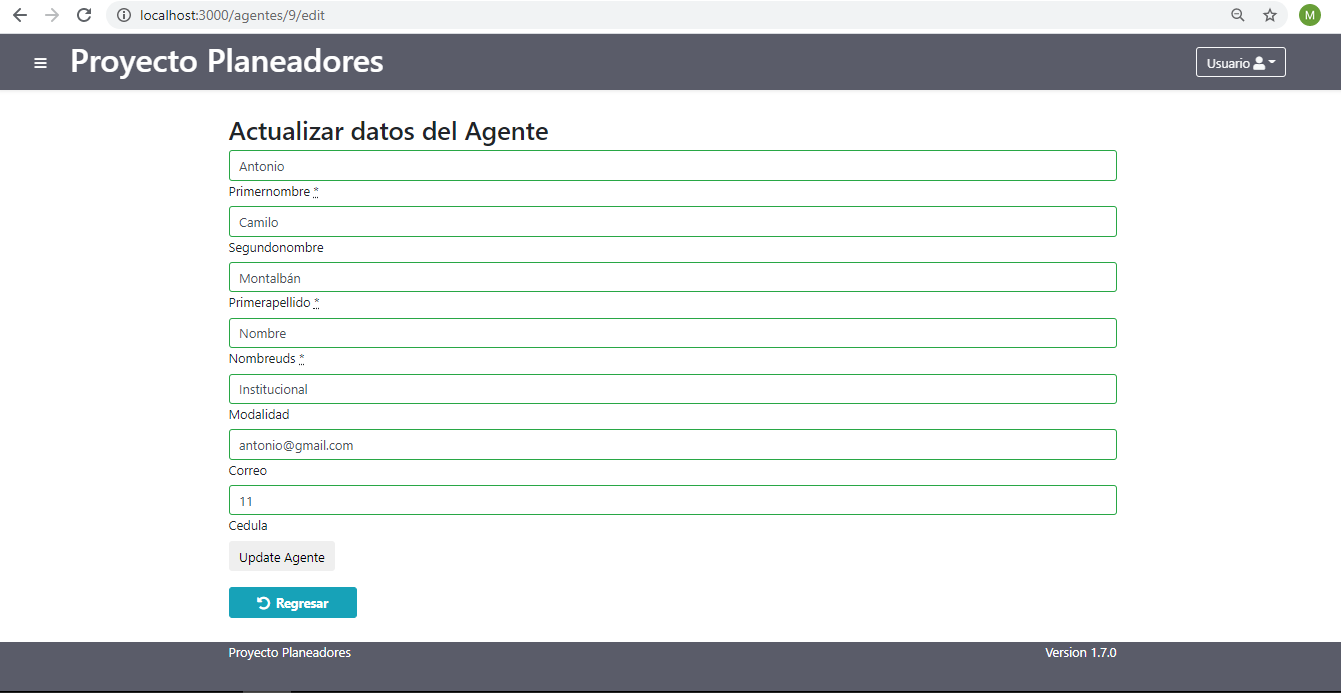 localhost:3000/agentes/9/edit
M
Proyecto Planeadores
Usuario
Actualizar datos del Agente
Antonio
Primernombre *
Camilo
Segundonombre
Montalbán
Primerapellido *
Nombre
Nombreuds *
Institucional
Modalidad
antonio@gmail.com
Correo
11
Cedula
Update Agente
Regresar
Proyecto Planeadores Version 1.7.0